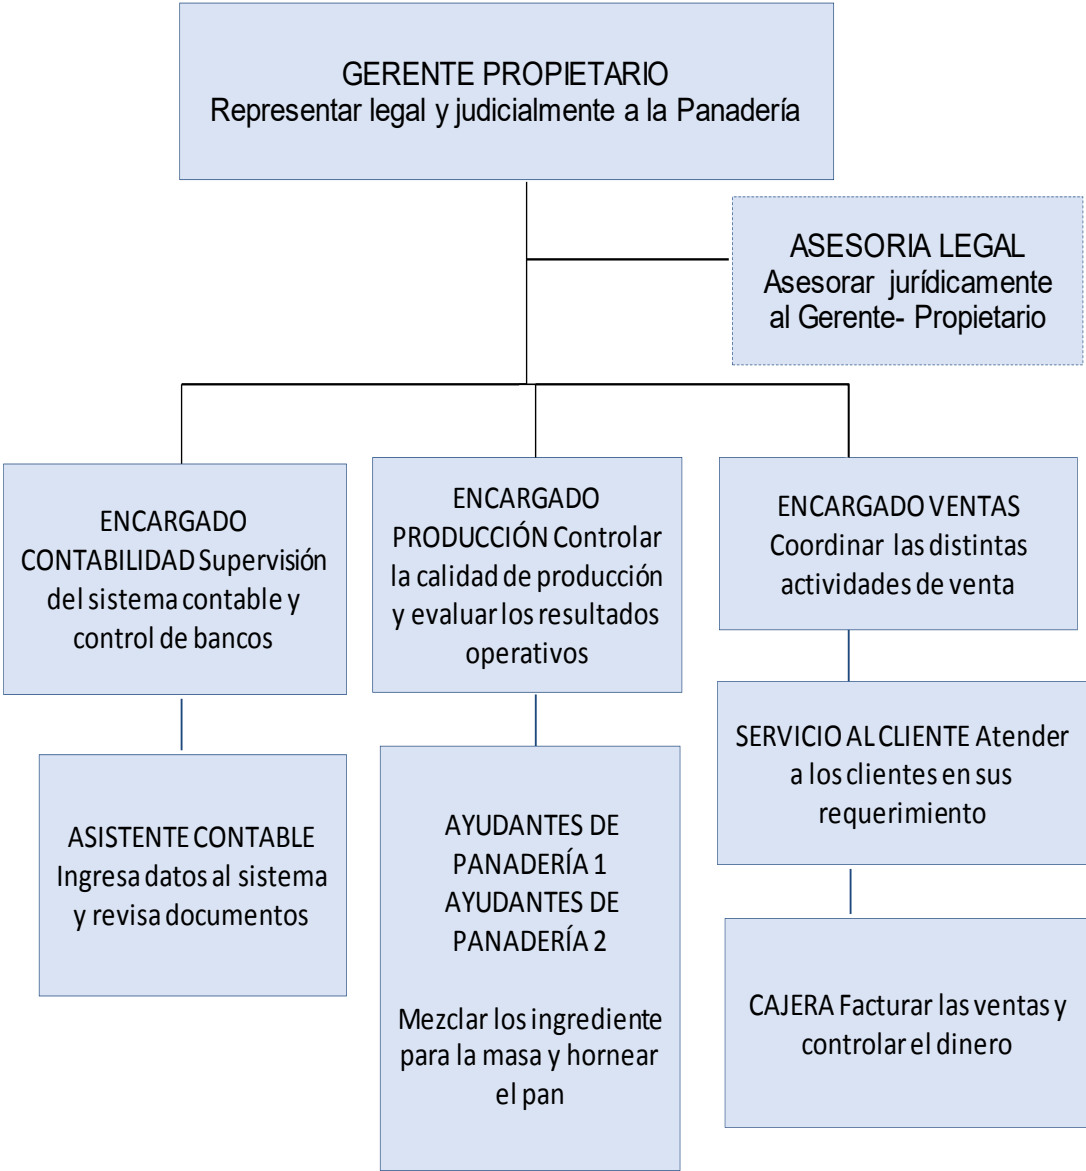 GERENTE PROPIETARIO
Representar legal y judicialmente a la Panadería
ASESORIA LEGAL
Asesorar jurídicamente
al Gerente- Propietario
ENCARGADO
CONTABILIDAD Supervisión
del sistema contable y
control de bancos
ENCARGADO
PRODUCCIÓN Controlar
la calidad de producción
y evaluar los resultados
operativos
ENCARGADO VENTAS
Coordinar las distintas
actividades de venta
ASISTENTE CONTABLE
Ingresa datos al sistema
y revisa documentos
AYUDANTES DE
PANADERÍA 1
AYUDANTES DE
PANADERÍA 2
Mezclar los ingrediente
para la masa y hornear
el pan
SERVICIO AL CLIENTE Atender
a los clientes en sus
requerimiento
CAJERA Facturar las ventas y
controlar el dinero